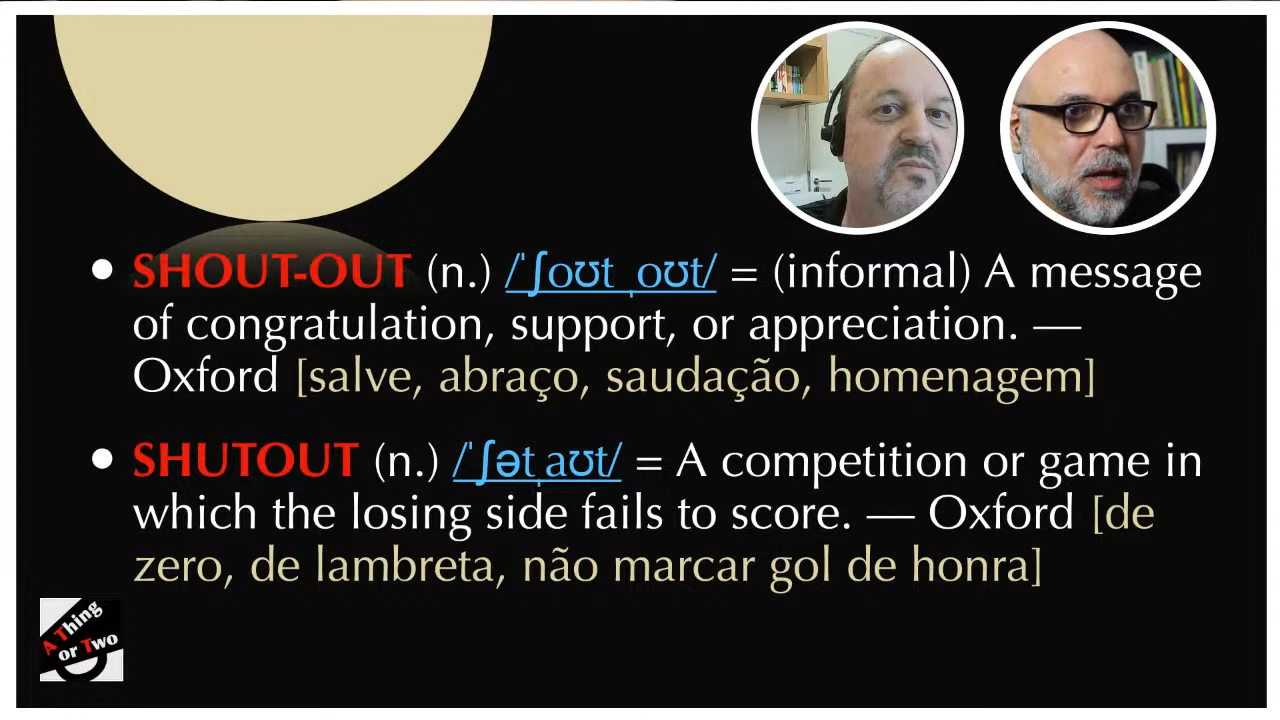 • SHOUT-OUT (n.) /ˈʃoʊt ˌoʊt/ = (informal) A message
of congratulation, support, or appreciation. —
Oxford [salve, abraço, saudação, homenagem]
• SHUTOUT (n.) /ˈʃətˌaʊt/ = A competition or game in
which the losing side fails to score. — Oxford [de
zero, de lambreta, não marcar gol de honra]
A Thing
or Two